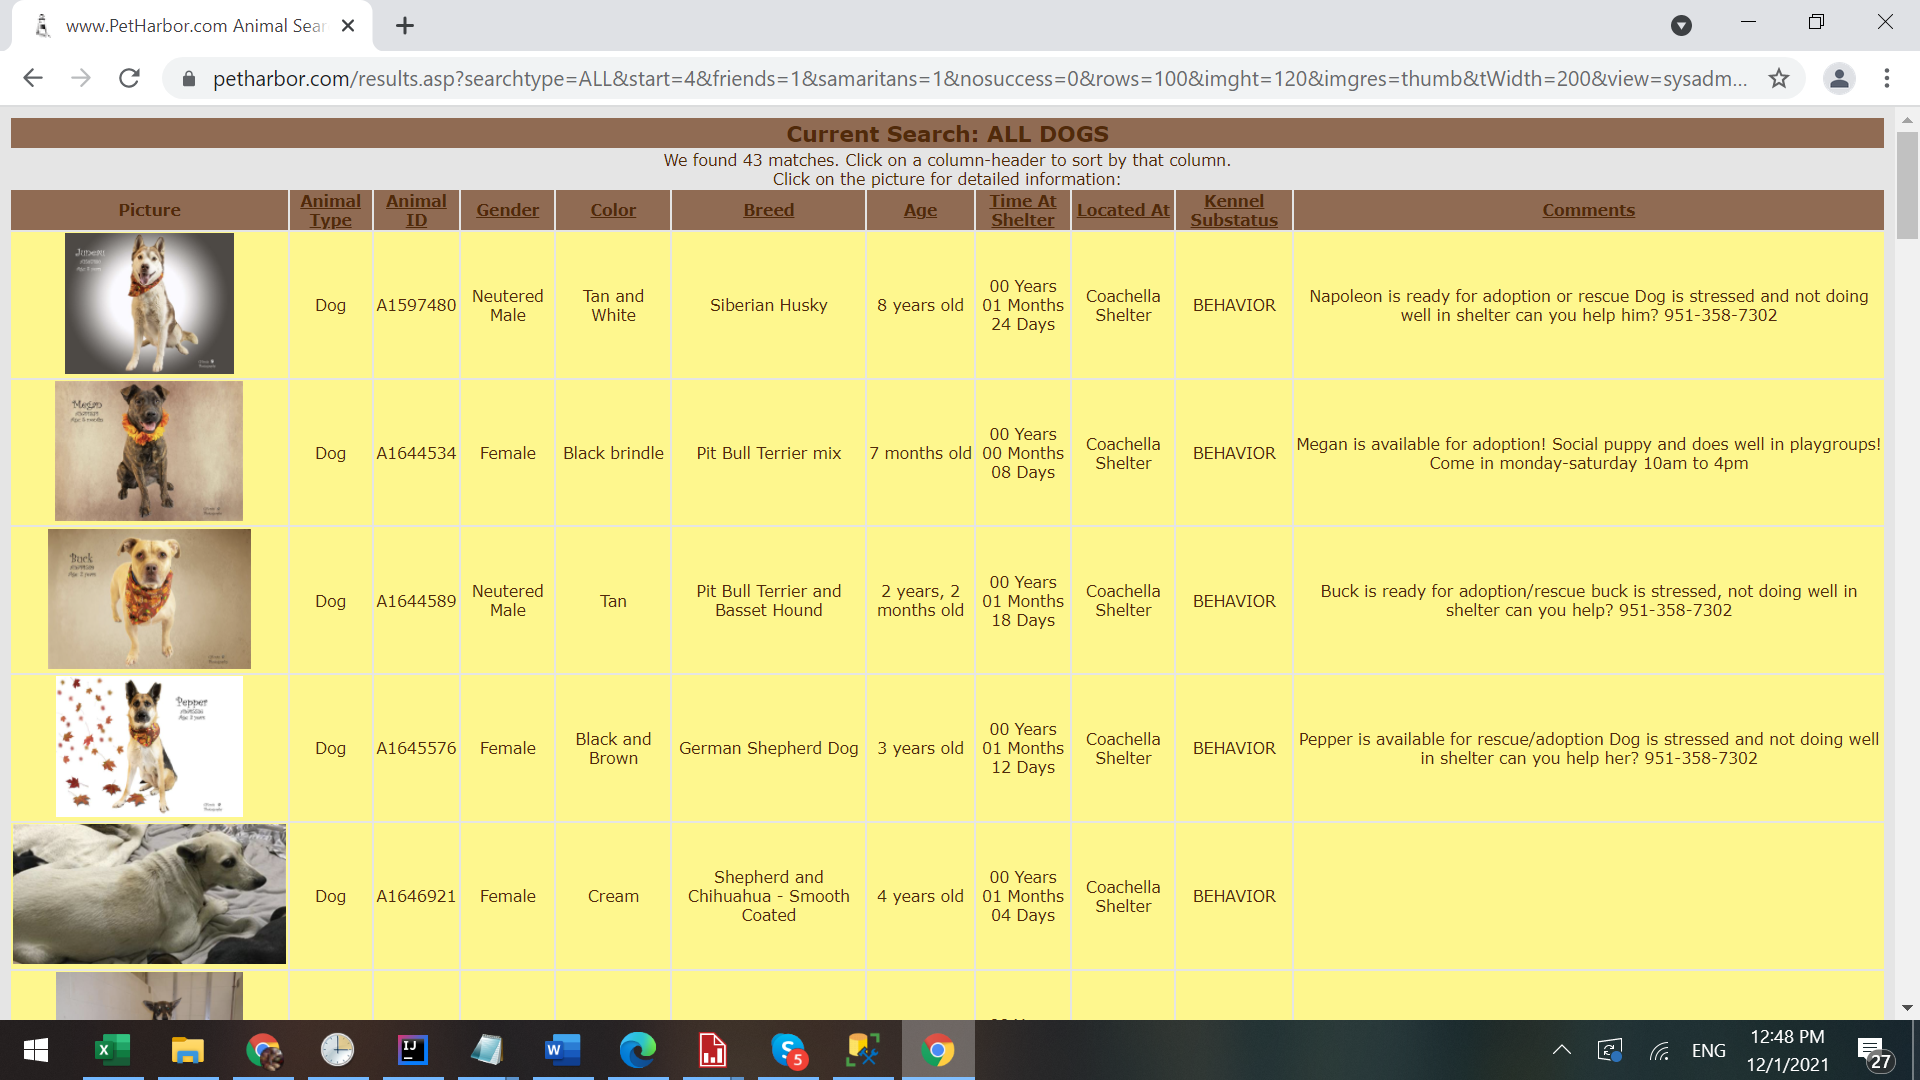 www.PetHarbor.com Animal Sear
petharbor.com/results.asp?searchtype=ALL&start=4&friends=1&samaritans=1&nosuccess=0&rows=100&imght=120&imgres=thumb&tWidth=200&view=sysadm...
Current Search: ALL DOGS
We found 43 matches. Click on a column-header to sort by that column.
Click on the picture for detailed information:
Picture
Animal
Type
Animal
ID
Gender
Color
Breed
Age
Time At
Shelter
Located At
Kennel
Substatus
Comments
Juneau
Dog
A1597480
Neutered
Male
Tan and
White
Siberian Husky
8 years old
00 Years
01 Months
24 Days
Coachella
Shelter
BEHAVIOR
Napoleon is ready for adoption or rescue Dog is stressed and not doing
well in shelter can you help him? 951-358-7302
Megan
Dog
A1644534
Female
Black brindle
Pit Bull Terrier mix
7 months old
00 Years
00 Months
08 Days
Coachella
Shelter
BEHAVIOR
Megan is available for adoption! Social puppy and does well in playgroups!
Come in monday-saturday 10am to 4pm
Buck
Dog
A1644589
Neutered
Male
Tan
Pit Bull Terrier and
Basset Hound
2 years, 2
months old
00 Years
01 Months
18 Days
Coachella
Shelter
BEHAVIOR
Buck is ready for adoption/rescue buck is stressed, not doing well in
shelter can you help? 951-358-7302
Pepper
Dog
A1645576
Female
Black and
Brown
German Shepherd Dog
3 years old
00 Years
01 Months
12 Days
Coachella
Shelter
BEHAVIOR
Pepper is available for rescue/adoption Dog is stressed and not doing well
in shelter can you help her? 951-358-7302
Dog
A1646921
Female
Cream
Shepherd and
Chihuahua - Smooth
Coated
4 years old
00 Years
01 Months
04 Days
Coachella
Shelter
BEHAVIOR
5
ENG
12:48 PM
12/1/2021
27